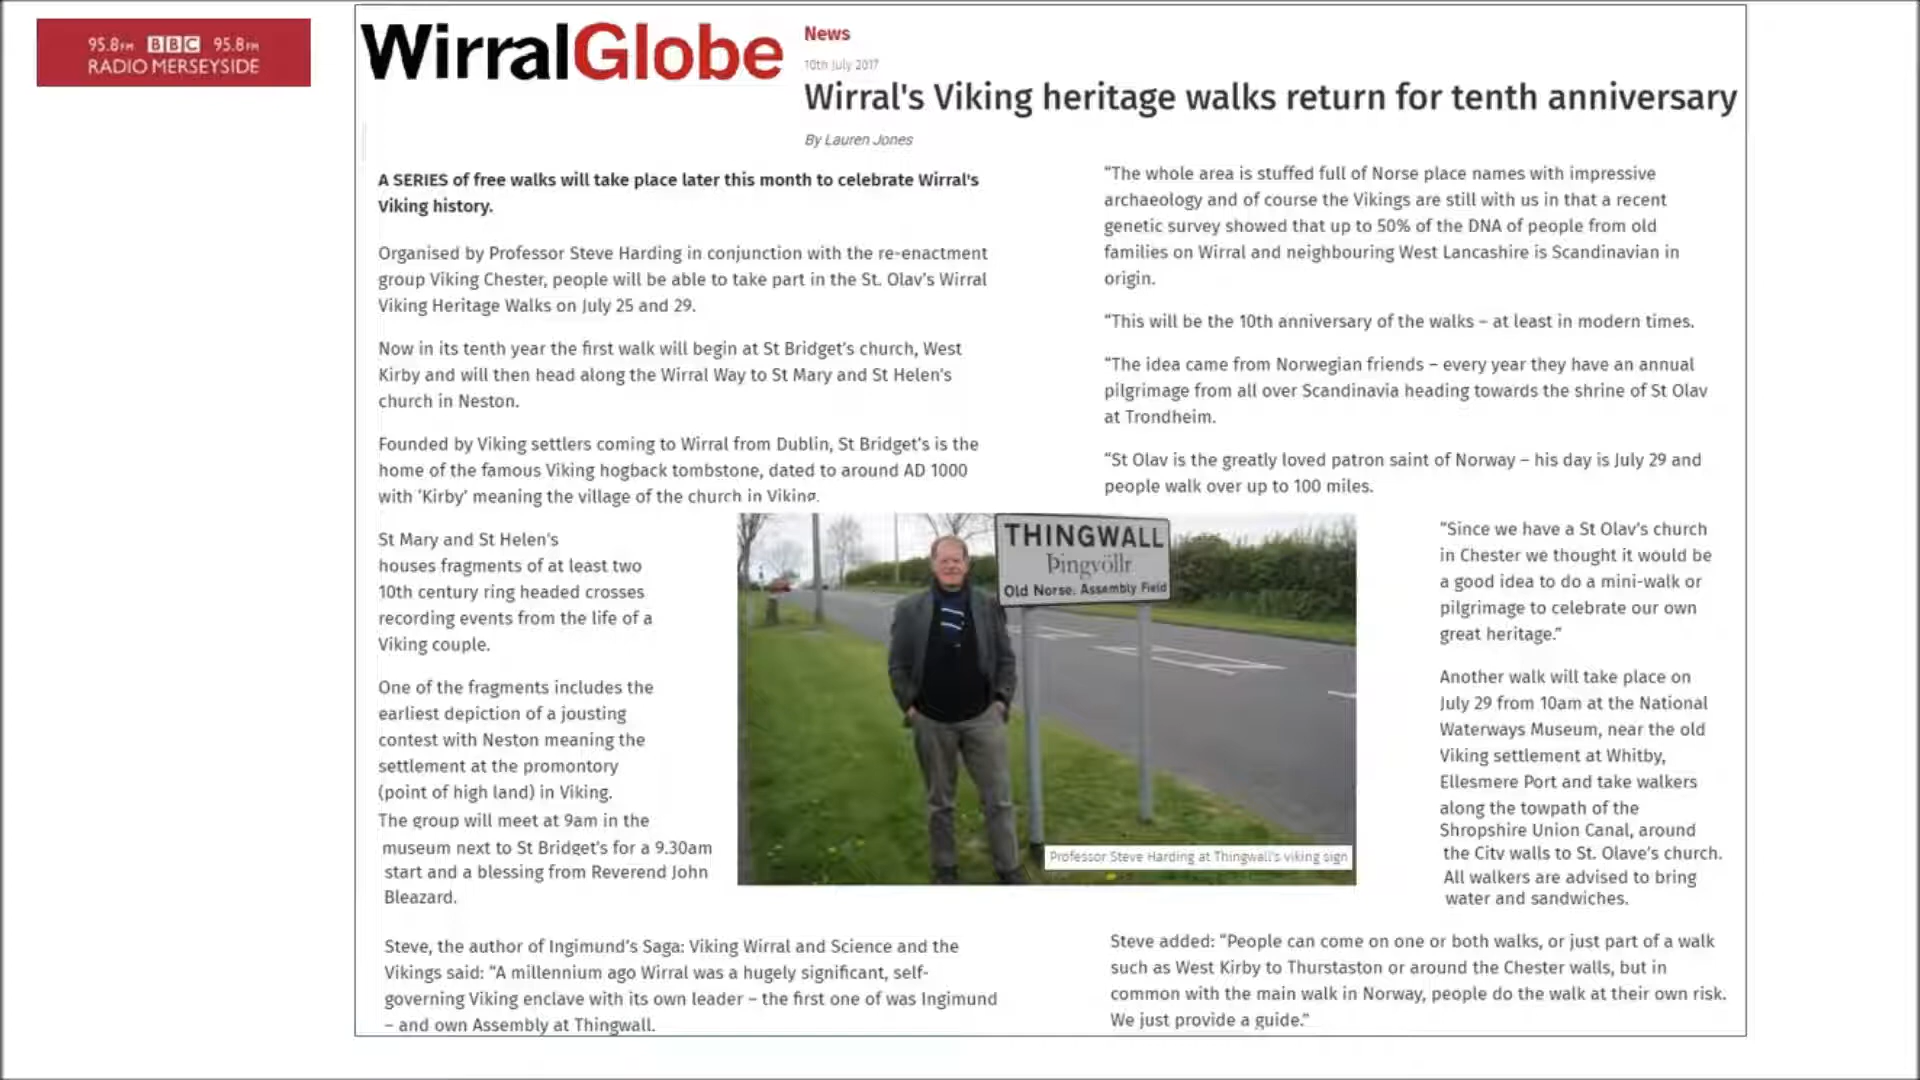 95.8FM BBC 95.8FM
RADIO MERSEYSIDE
WirralGlobe
News
10th July 2017
Wirral's Viking heritage walks return for tenth anniversary
By Lauren Jones
A SERIES of free walks will take place later this month to celebrate Wirral's
Viking history.
Organised by Professor Steve Harding in conjunction with the re-enactment
group Viking Chester, people will be able to take part in the St. Olav's Wirral
Viking Heritage Walks on July 25 and 29.
Now in its tenth year the first walk will begin at St Bridget's church, West
Kirby and will then head along the Wirral Way to St Mary and St Helen's
church in Neston.
Founded by Viking settlers coming to Wirral from Dublin, St Bridget's is the
home of the famous Viking hogback tombstone, dated to around AD 1000
with 'Kirby' meaning the village of the church in Viking.
St Mary and St Helen's
houses fragments of at least two
10th century ring headed crosses
recording events from the life of a
Viking couple.
One of the fragments includes the
earliest depiction of a jousting
contest with Neston meaning the
settlement at the promontory
(point of high land) in Viking.
The group will meet at 9am in the
museum next to St Bridget's for a 9.30am
start and a blessing from Reverend John
Bleazard.
Steve, the author of Ingimund's Saga: Viking Wirral and Science and the
Vikings said: "A millennium ago Wirral was a hugely significant, self-
governing Viking enclave with its own leader – the first one of was Ingimund
– and own Assembly at Thingwall.
THINGWALL
Þingvöllr
Old Norse. Assembly Field
Professor Steve Harding at Thingwall's viking sign
"The whole area is stuffed full of Norse place names with impressive
archaeology and of course the Vikings are still with us in that a recent
genetic survey showed that up to 50% of the DNA of people from old
families on Wirral and neighbouring West Lancashire is Scandinavian in
origin.
"This will be the 10th anniversary of the walks – at least in modern times.
"The idea came from Norwegian friends – every year they have an annual
pilgrimage from all over Scandinavia heading towards the shrine of St Olav
at Trondheim.
"St Olav is the greatly loved patron saint of Norway – his day is July 29 and
people walk over up to 100 miles.
"Since we have a St Olav's church
in Chester we thought it would be
a good idea to do a mini-walk or
pilgrimage to celebrate our own
great heritage."
Another walk will take place on
July 29 from 10am at the National
Waterways Museum, near the old
Viking settlement at Whitby,
Ellesmere Port and take walkers
along the towpath of the
Shropshire Union Canal, around
the City walls to St. Olave's church.
All walkers are advised to bring
water and sandwiches.
Steve added: "People can come on one or both walks, or just part of a walk
such as West Kirby to Thurstaston or around the Chester walls, but in
common with the main walk in Norway, people do the walk at their own risk.
We just provide a guide."